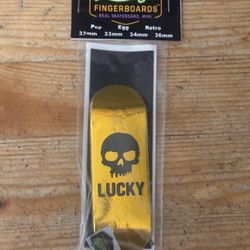 FINGERBOARDS
REAL SKATEBOARD. MINI.
Pop Egg Retro
32mm 33mm 34mm 36mm
LUCKY